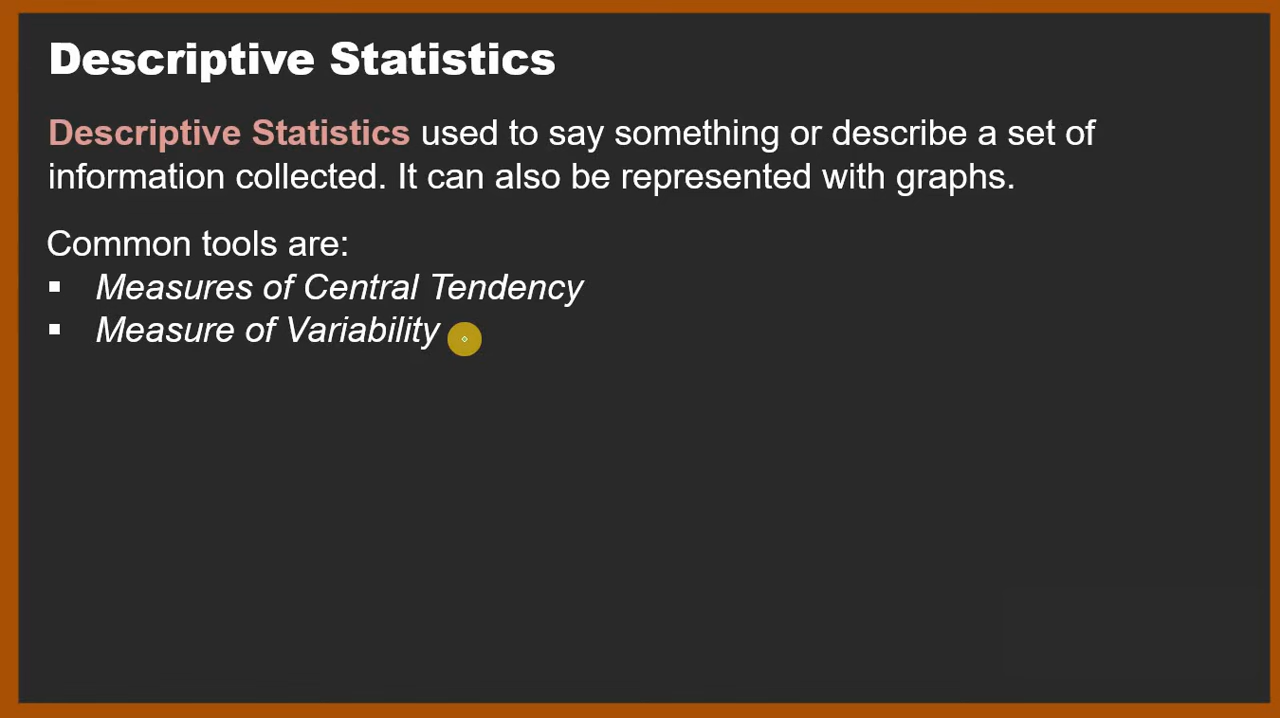 Descriptive Statistics
Descriptive Statistics used to say something or describe a set of
information collected. It can also be represented with graphs.
Common tools are:
▪ Measures of Central Tendency
▪ Measure of Variability